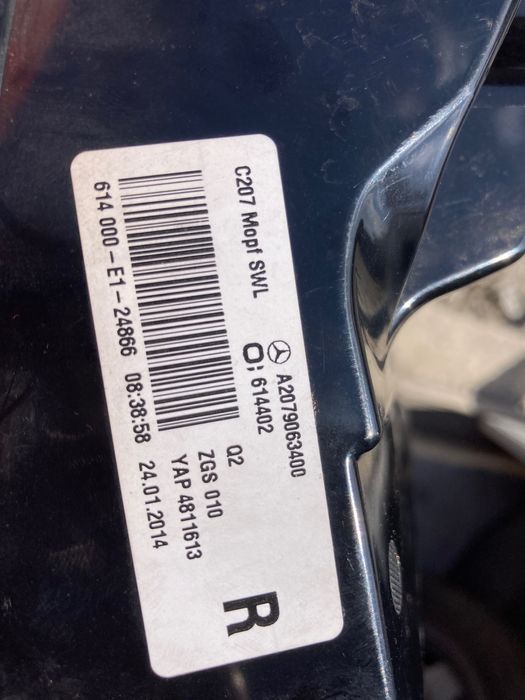 C207 Mopf SWL
A2079063400
O; 614402
Q2
ZGS 010
YAP 4811613
614 000-E1-24866 08:38:58 24.01.2014
R